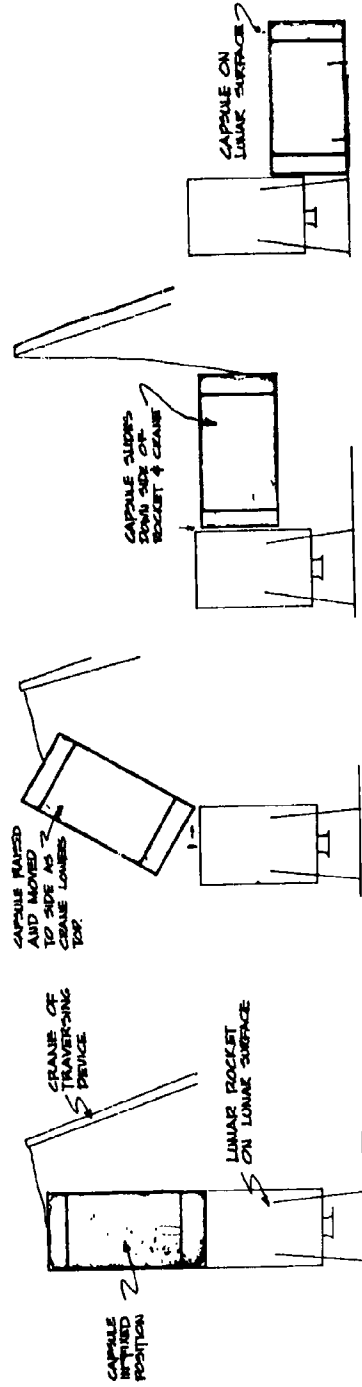 CAPSULE
IN FIXED
POSITION
CRANE OF
TRAVERSING
DEVICE
LUNAR ROCKET
ON LUNAR SURFACE
CAPSULE RAISED
AND MOVED
TO SIDE AS
CRANE LOWERS
TOP.
CAPSULE SLIDES
DOWN SIDE OF
ROCKET & CRANE
CAPSULE ON
LUNAR SURFACE